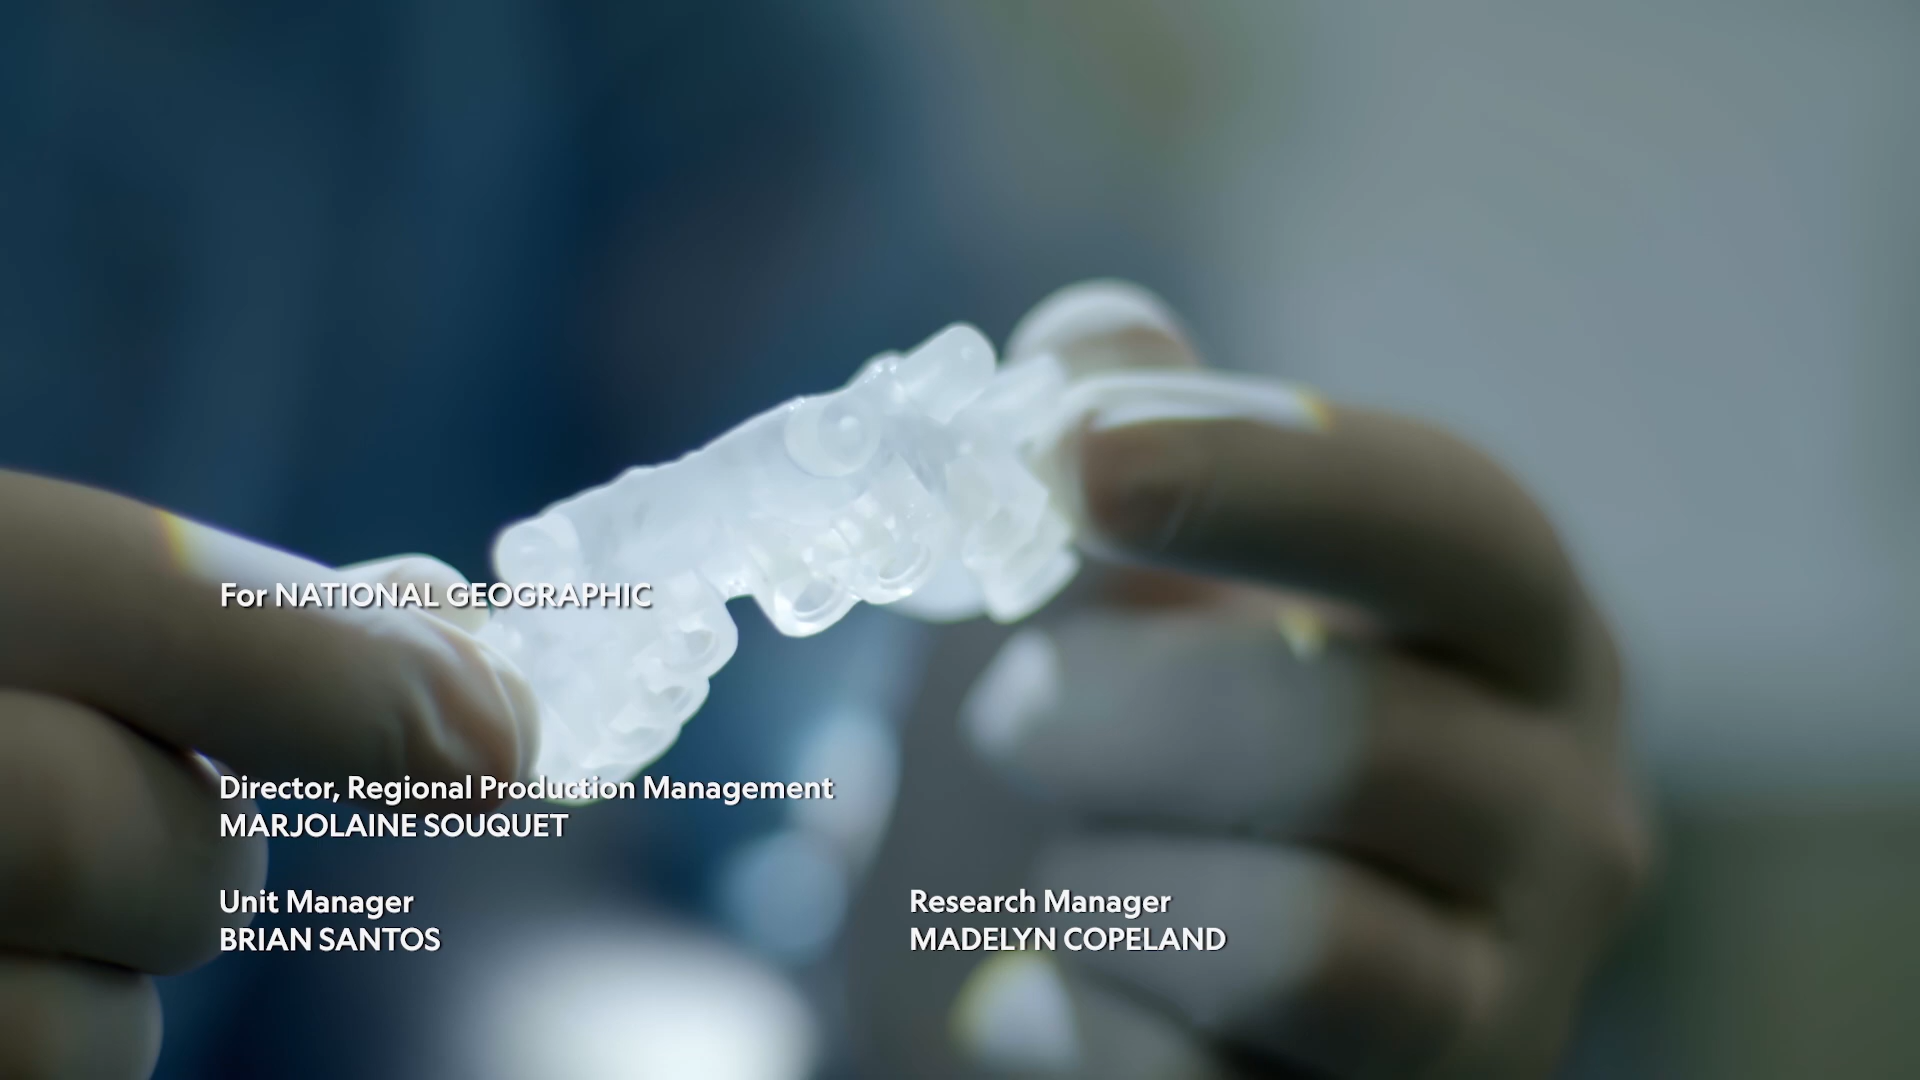 For NATIONAL GEOGRAPHIC
Director, Regional Production Management
MARJOLAINE SOUQUET
Unit Manager
BRIAN SANTOS
Research Manager
MADELYN COPELAND